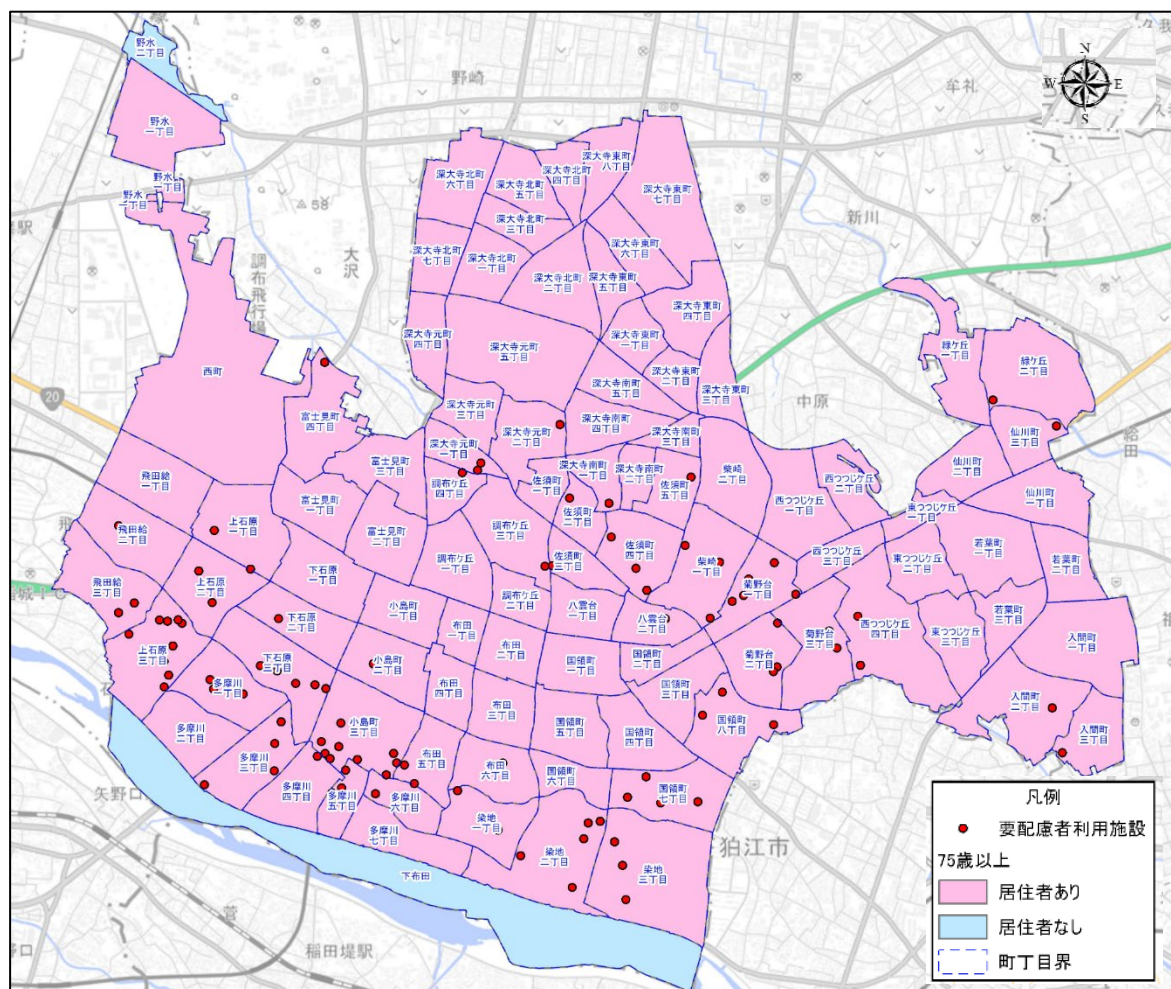 野水
二丁目
野崎
牟礼
N
W
E
S
野水
一丁目
深大寺東町
八丁目
深大寺北町
四丁目
深大寺北町
六丁目
深大寺北町
五丁目
深大寺東町
七丁目
野水
一丁目
野水
一丁目
58
新川
深大寺北町
三丁目
大沢
深大寺北町
七丁目
深大寺北町
一丁目
深大寺東町
六丁目
調布飛行場
深大寺北町
二丁目
深大寺東町
五丁目
深大寺東町
四丁目
深大寺元町
四丁目
深大寺元町
五丁目
深大寺東町
一丁目
緑ケ丘
一丁目
緑ケ丘
二丁目
西町
深大寺東町
二丁目
20
深大寺南町
五丁目
深大寺東町
三丁目
中原
深大寺元町
三丁目
富士見町
四丁目
深大寺元町
二丁目
深大寺南町
四丁目
深大寺南町
三丁目
仙川町
三丁目
給田
深大寺元町
一丁目
富士見町
三丁目
仙川町
二丁目
深大寺南町
一丁目
深大寺南町
二丁目
柴崎
二丁目
西つつじケ丘
二丁目
飛田給
一丁目
調布ケ丘
四丁目
佐須町
一丁目
佐須町
五丁目
富士見町
一丁目
西つつじケ丘
一丁目
仙川町
一丁目
東つつじケ丘
一丁目
佐須町
二丁目
上石原
一丁目
飛田給
二丁目
富士見町
二丁目
調布ケ丘
三丁目
若葉町
一丁目
佐須町
四丁目
西つつじケ丘
三丁目
東つつじケ丘
二丁目
調布ケ丘
一丁目
佐須町
三丁目
柴崎
一丁目
若葉町
二丁目
下石原
一丁目
飛田給
三丁目
上石原
二丁目
菊野台
一丁目
調布ケ丘
二丁目
八雲台
一丁目
小島町
一丁目
若葉町
三丁目
下石原
二丁目
布田
一丁目
八雲台
二丁目
西つつじケ丘
四丁目
東つつじケ丘
三丁目
菊野台
三丁目
入間町
一丁目
布田
二丁目
上石原
三丁目
下石原
三丁目
小島町
二丁目
国領町
一丁目
国領町
二丁目
菊野台
二丁目
布田
四丁目
国領町
三丁目
多摩川
一丁目
布田
三丁目
入間町
二丁目
小島町
三丁目
国領町
五丁目
国領町
四丁目
国領町
八丁目
多摩川
二丁目
入間町
三丁目
布田
五丁目
多摩川
三丁目
布田
六丁目
国領町
六丁目
国領町
七丁目
矢野口
多摩川
四丁目
多摩川
五丁目
多摩川
六丁目
染地
一丁目
多摩川
七丁目
狛江市
下布田
染地
二丁目
染地
三丁目
菅
稲田堤駅
凡例
要配慮者利用施設
75歳以上
居住者あり
居住者なし
町丁目界